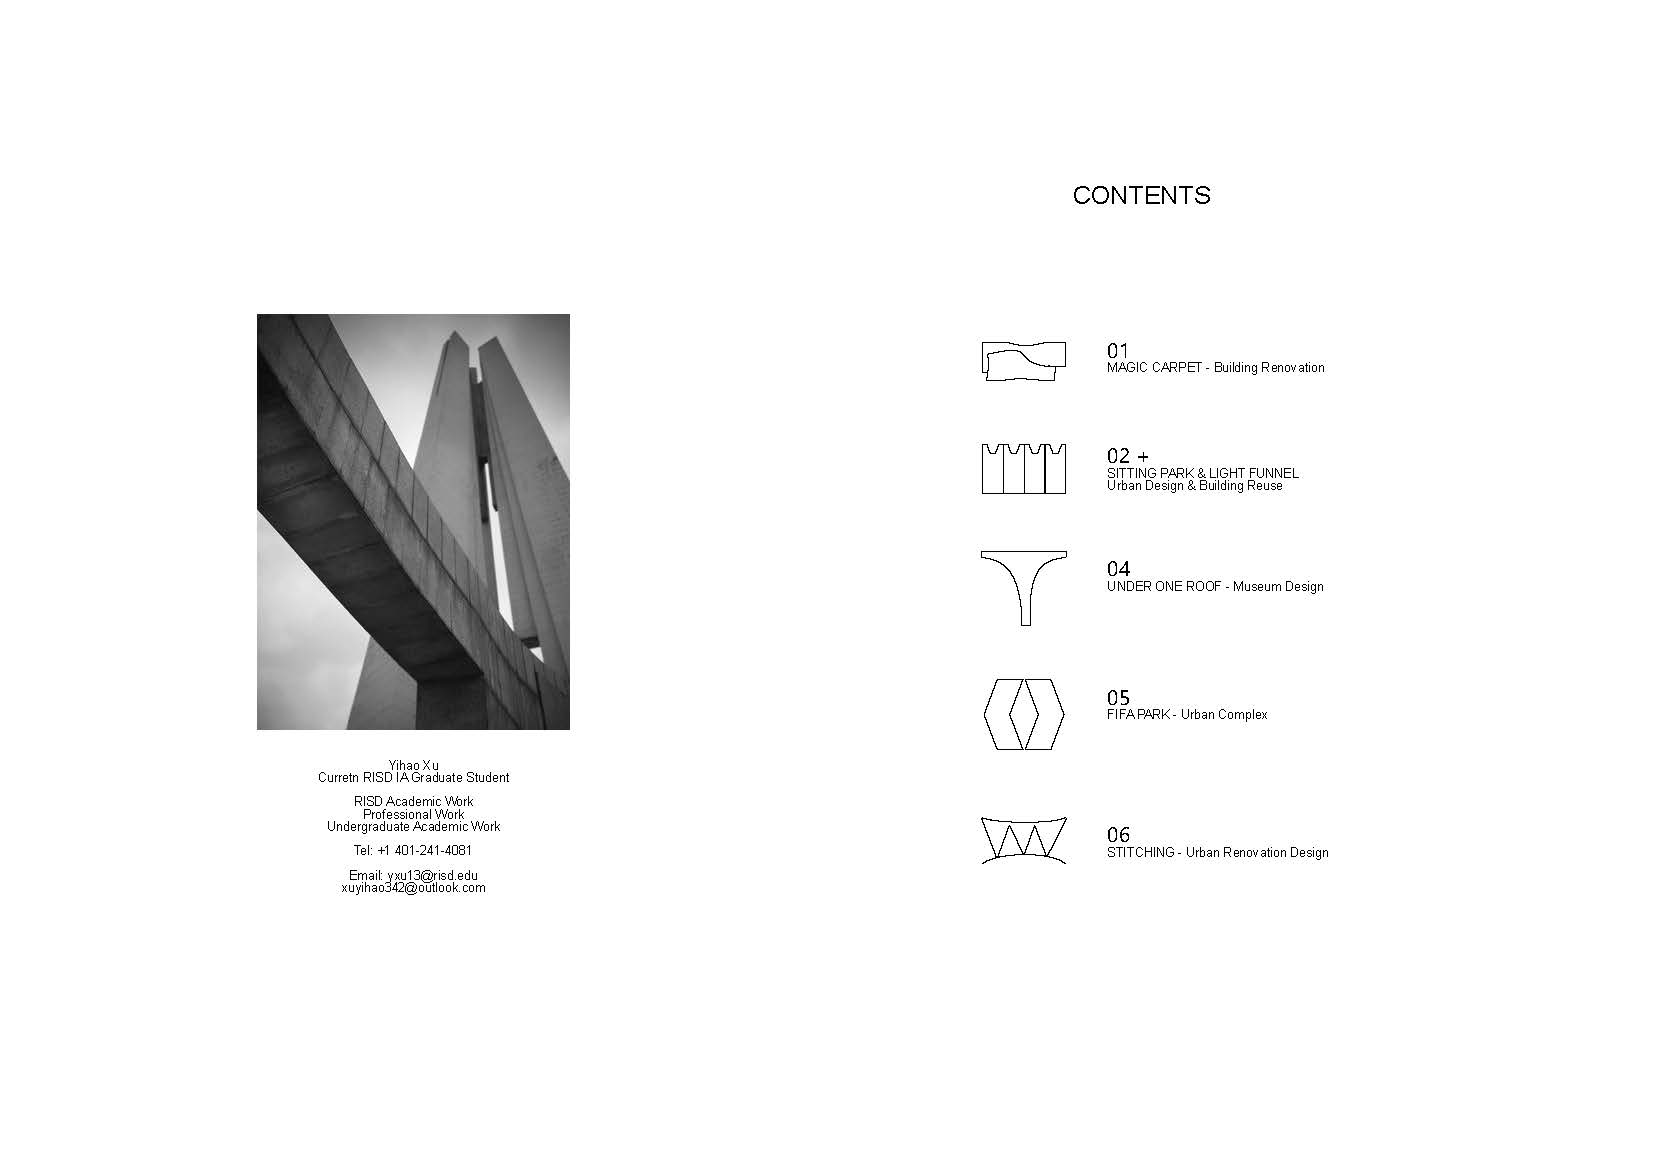 Yihao Xu
Curretn RISD IA Graduate Student
RISD Academic Work
Professional Work
Undergraduate Academic Work
Tel: +1 401-241-4081
Email: yxu13@risd.edu
xuyihao342@outlook.com
CONTENTS
01
MAGIC CARPET - Building Renovation
02 +
SITTING PARK & LIGHT FUNNEL
Urban Design & Building Reuse
04
UNDER ONE ROOF - Museum Design
05
FIFA PARK - Urban Complex
06
STITCHING - Urban Renovation Design